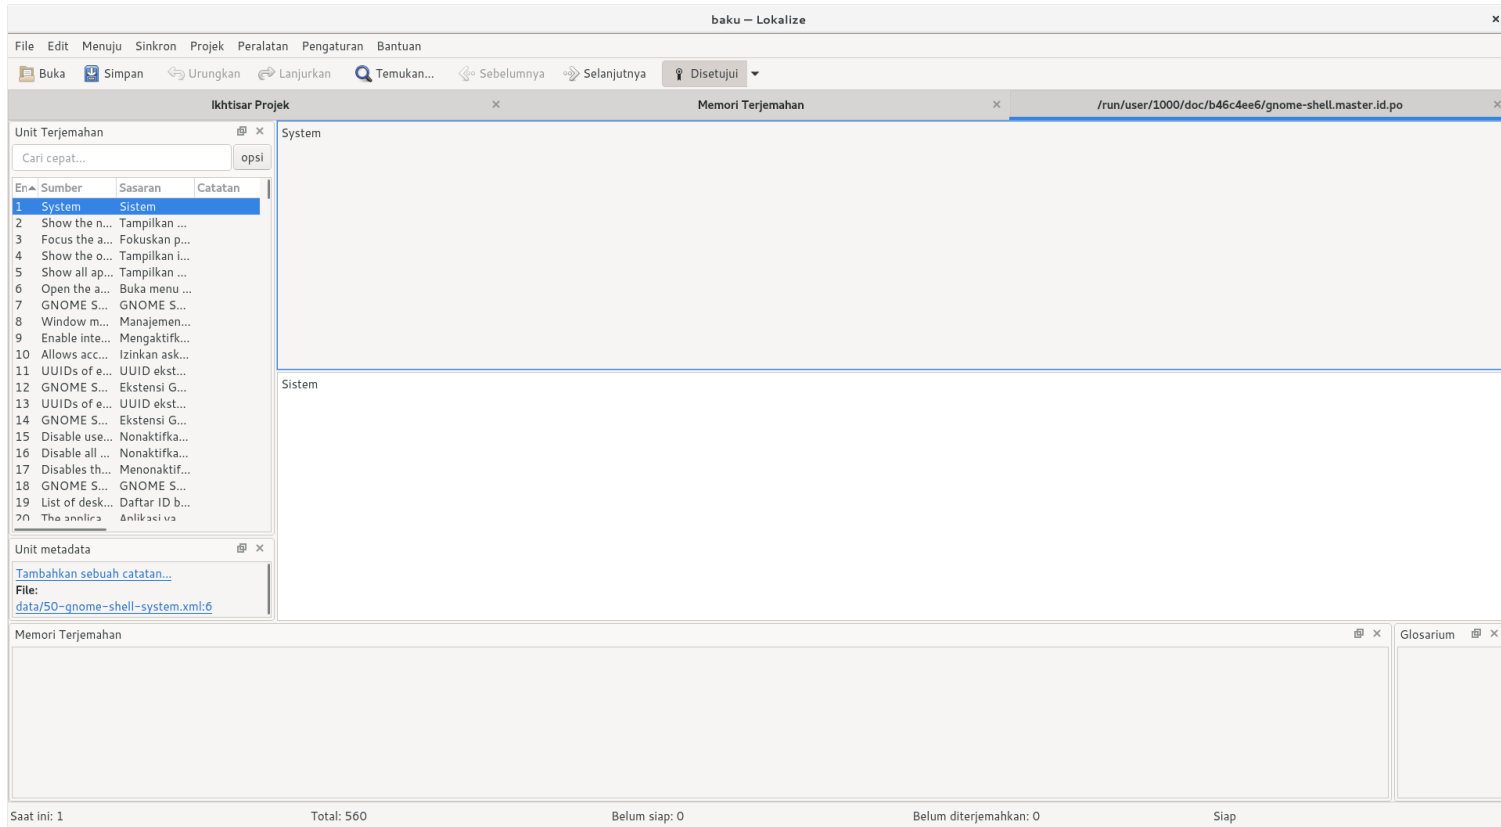 baku — Lokalize
File Edit Menuju Sinkron Projek Peralatan Pengaturan Bantuan
Buka Simpan Urungkan Lanjurkan Temukan... Sebelumnya Selanjutnya Disetujui
Ikhtisar Projek Memori Terjemahan /run/user/1000/doc/b46c4ee6/gnome-shell.master.id.po
Unit Terjemahan
Cari cepat... opsi
En Sumber Sasaran Catatan
1 System Sistem
2 Show the n... Tampilkan ...
3 Focus the a... Fokuskan p...
4 Show the o... Tampilkan i...
5 Show all ap... Tampilkan ...
6 Open the a... Buka menu ...
7 GNOME S... GNOME S...
8 Window m... Manajemen...
9 Enable inte... Mengaktifk...
10 Allows acc... Izinkan ask...
11 UUIDs of e... UUID ekst...
12 GNOME S... Ekstensi G...
13 UUIDs of e... UUID ekst...
14 GNOME S... Ekstensi G...
15 Disable use... Nonaktifka...
16 Disable all ... Nonaktifka...
17 Disables th... Menonaktif...
18 GNOME S... GNOME S...
19 List of desk... Daftar ID b...
20 The applica... Aplikasi ya...
System
Sistem
Unit metadata
Tambahkan sebuah catatan...
File:
data/50-gnome-shell-system.xml:6
Memori Terjemahan
Glosarium
Saat ini: 1 Total: 560 Belum siap: 0 Belum diterjemahkan: 0 Siap